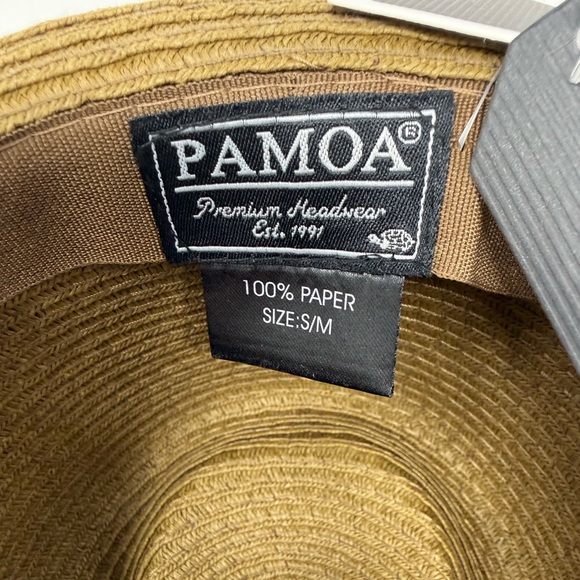 PAMOA®
Premium Headwear
Est. 1991
100% PAPER
SIZE:S/M